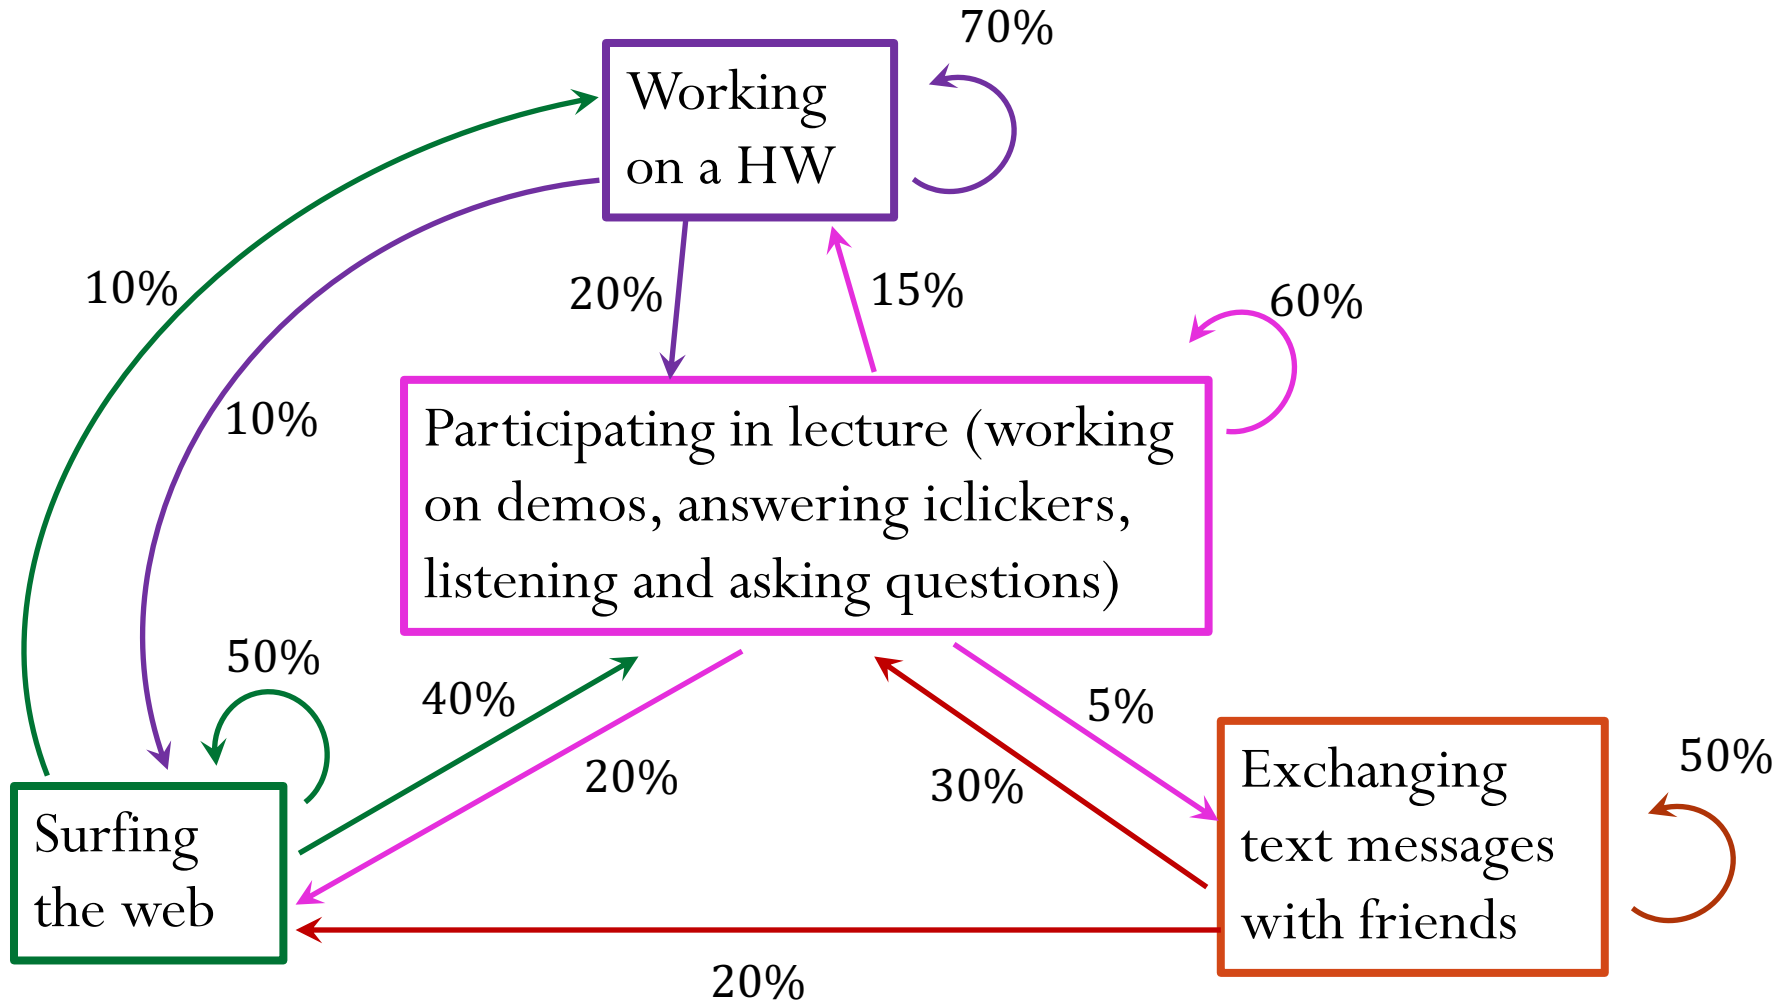 70%
Working
on a HW
10%
20%
15%
60%
10%
Participating in lecture (working
on demos, answering iclickers,
listening and asking questions)
50%
40%
20%
5%
30%
50%
Surfing
the web
Exchanging
text messages
with friends
20%